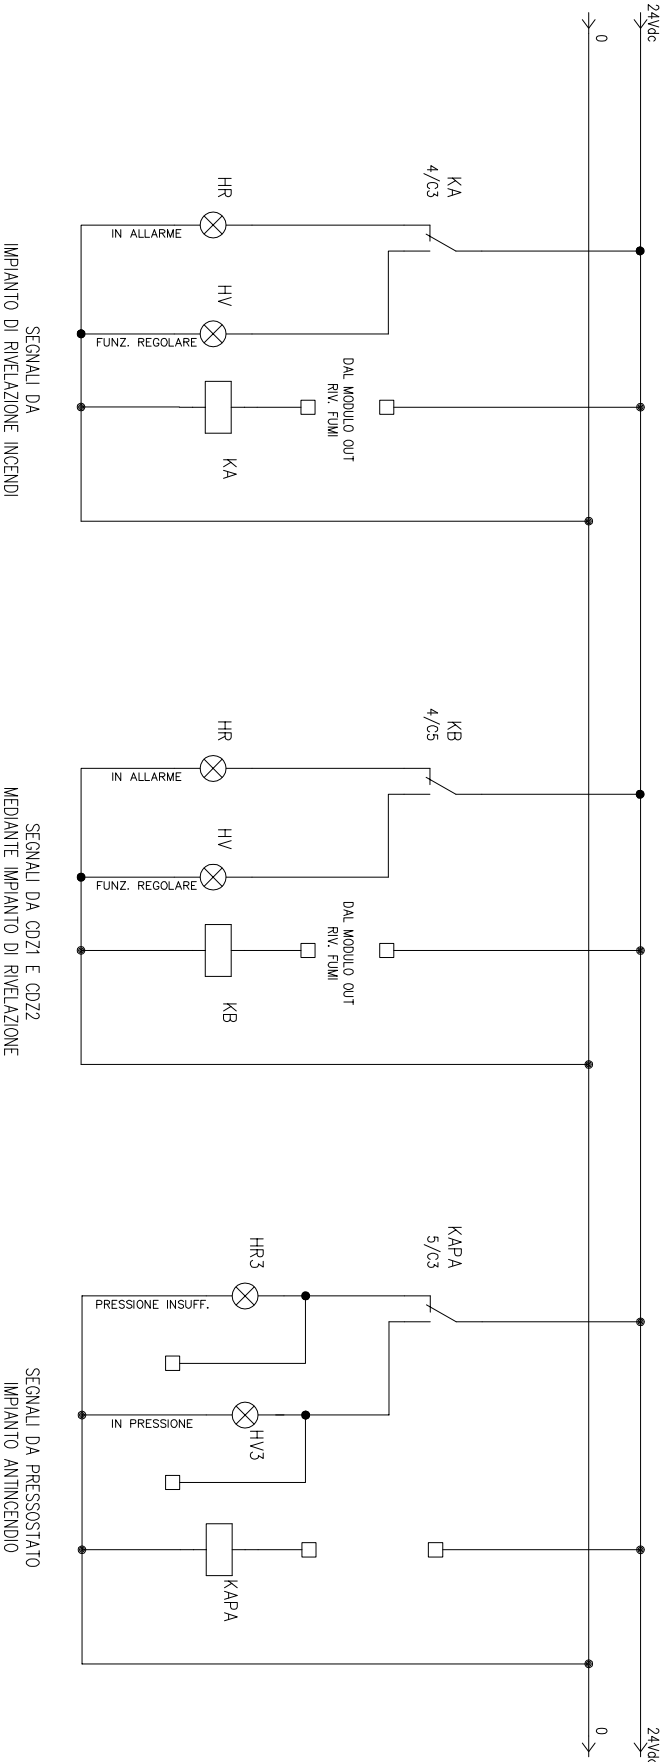 24Vdc
0
KA
4/C3
HR
IN ALLARME
HV
FUNZ. REGOLARE
DAL MODULO OUT
RIV. FUMI
KA
SEGNALI DA
IMPIANTO DI RIVELAZIONE INCENDI
KB
4/C5
HR
IN ALLARME
HV
FUNZ. REGOLARE
DAL MODULO OUT
RIV. FUMI
KB
SEGNALI DA CDZ1 E CDZ2
MEDIANTE IMPIANTO DI RIVELAZIONE
KAPA
5/C3
HR3
PRESSIONE INSUFF.
HV3
IN PRESSIONE
KAPA
SEGNALI DA PRESSOSTATO
IMPIANTO ANTINCENDIO
24Vdc
0